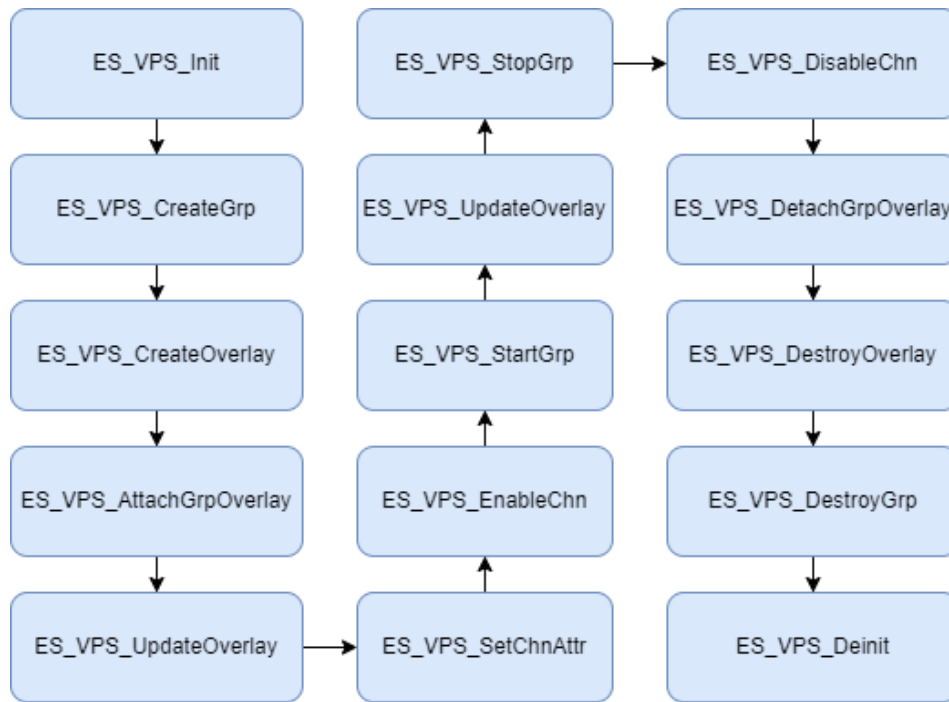 ES_VPS_Init
ES_VPS_CreateGrp
ES_VPS_CreateOverlay
ES_VPS_AttachGrpOverlay
ES_VPS_UpdateOverlay
ES_VPS_SetChnAttr
ES_VPS_EnableChn
ES_VPS_StartGrp
ES_VPS_UpdateOverlay
ES_VPS_StopGrp
ES_VPS_DisableChn
ES_VPS_DetachGrpOverlay
ES_VPS_DestroyOverlay
ES_VPS_DestroyGrp
ES_VPS_Deinit